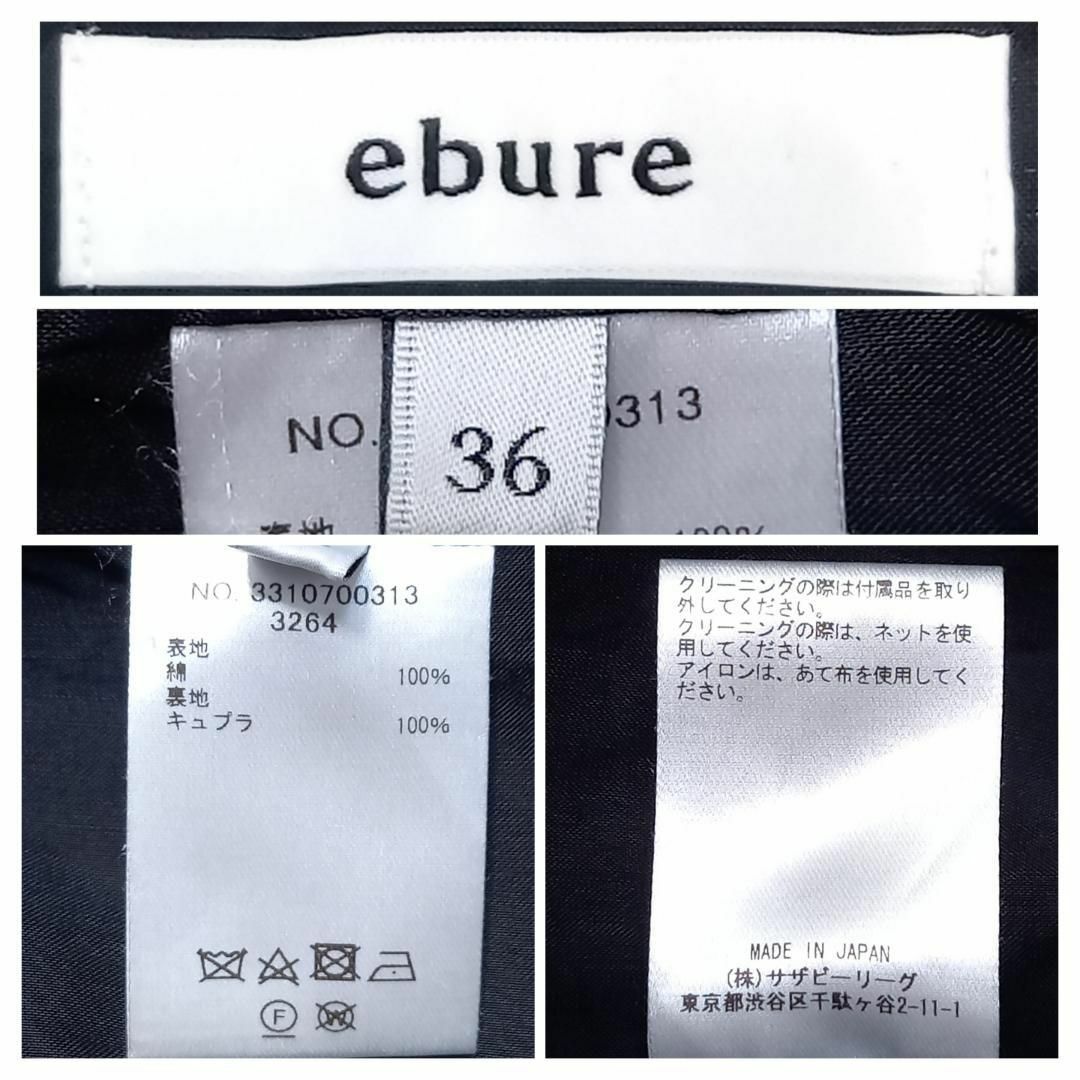 ebure
NO.
0313
36
100%
NO. 3310700313
3264
表地
綿 100%
裏地
キュプラ 100%
F
W
クリーニングの際は付属品を取り
外してください。
クリーニングの際は、ネットを使
用してください。
アイロンは、あて布を使用してく
ださい。
MADE IN JAPAN
(株)サザビーリーグ
東京都渋谷区千駄ヶ谷2-11-1